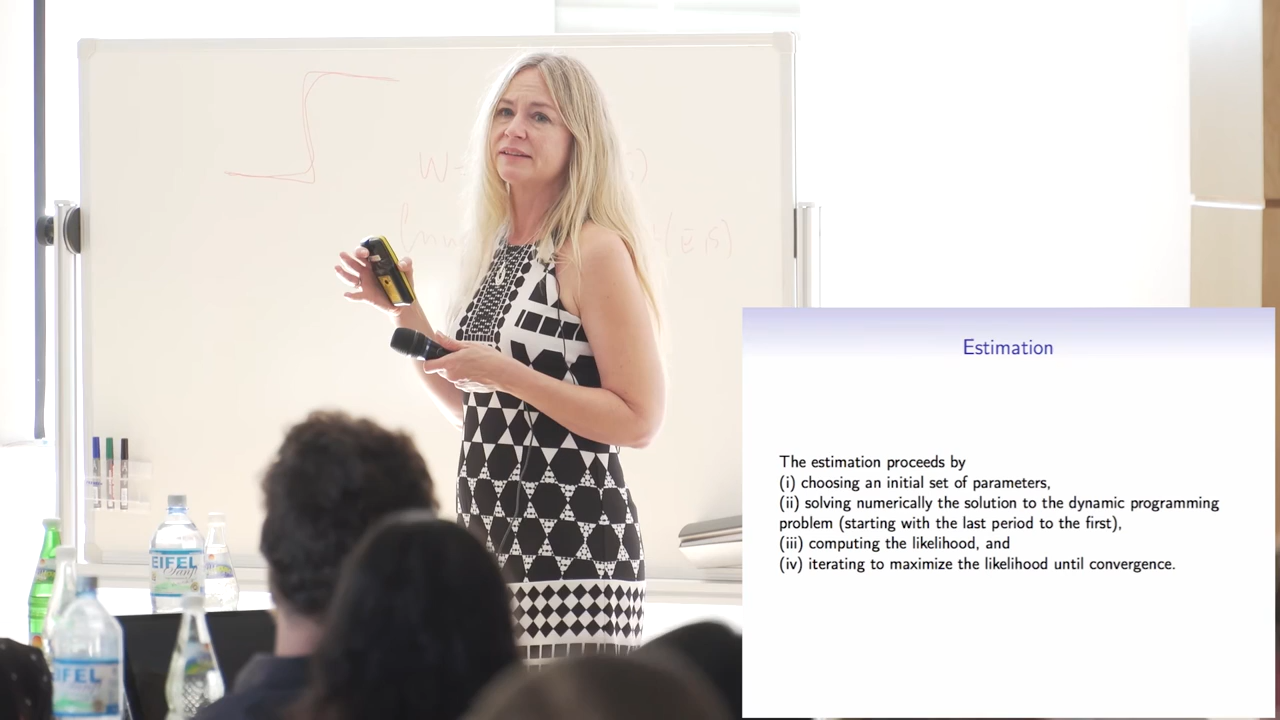 W
(E, S)
EIFEL
EIFEL
Estimation
The estimation proceeds by
(i) choosing an initial set of parameters,
(ii) solving numerically the solution to the dynamic programming
problem (starting with the last period to the first),
(iii) computing the likelihood, and
(iv) iterating to maximize the likelihood until convergence.